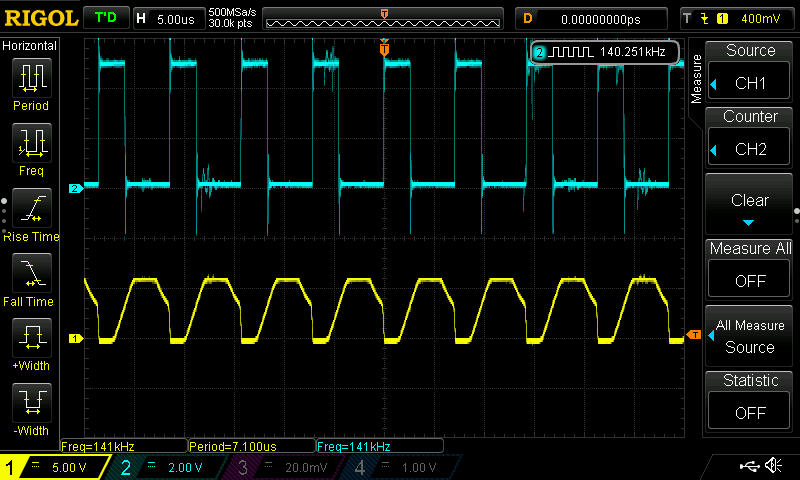 RIGOL T'D H 5.00us 500MSa/s D 0.00000000ps T 1 400mV
30.0k pts
Horizontal
Period
Freq
Rise Time
Fall Time
+Width
-Width
T
2 140.251kHz
2
1
T
Measure
Source
CH1
Counter
CH2
Clear
Measure All
OFF
All Measure
Source
Statistic
OFF
Freq=141kHz Period=7.100us Freq=141kHz
1 5.00 V 2 2.00 V 3 20.0mV 4 1.00 V